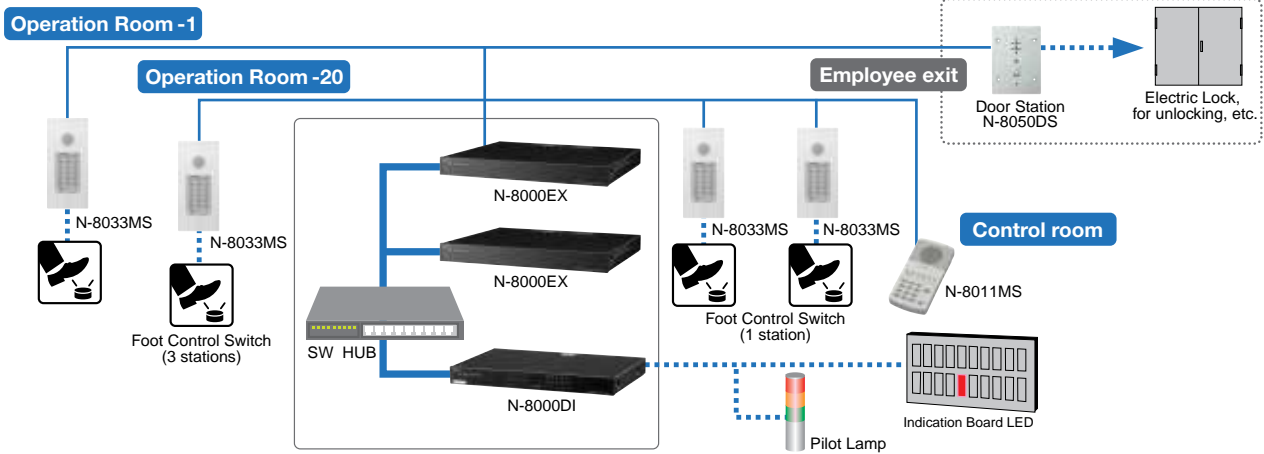 Operation Room -1
Operation Room -20
Employee exit
Door Station
N-8050DS
Electric Lock,
for unlocking, etc.
N-8000EX
N-8033MS
N-8033MS
N-8033MS
N-8033MS
Control room
N-8000EX
N-8011MS
Foot Control Switch
(3 stations)
SW HUB
Foot Control Switch
(1 station)
N-8000DI
Indication Board LED
Pilot Lamp